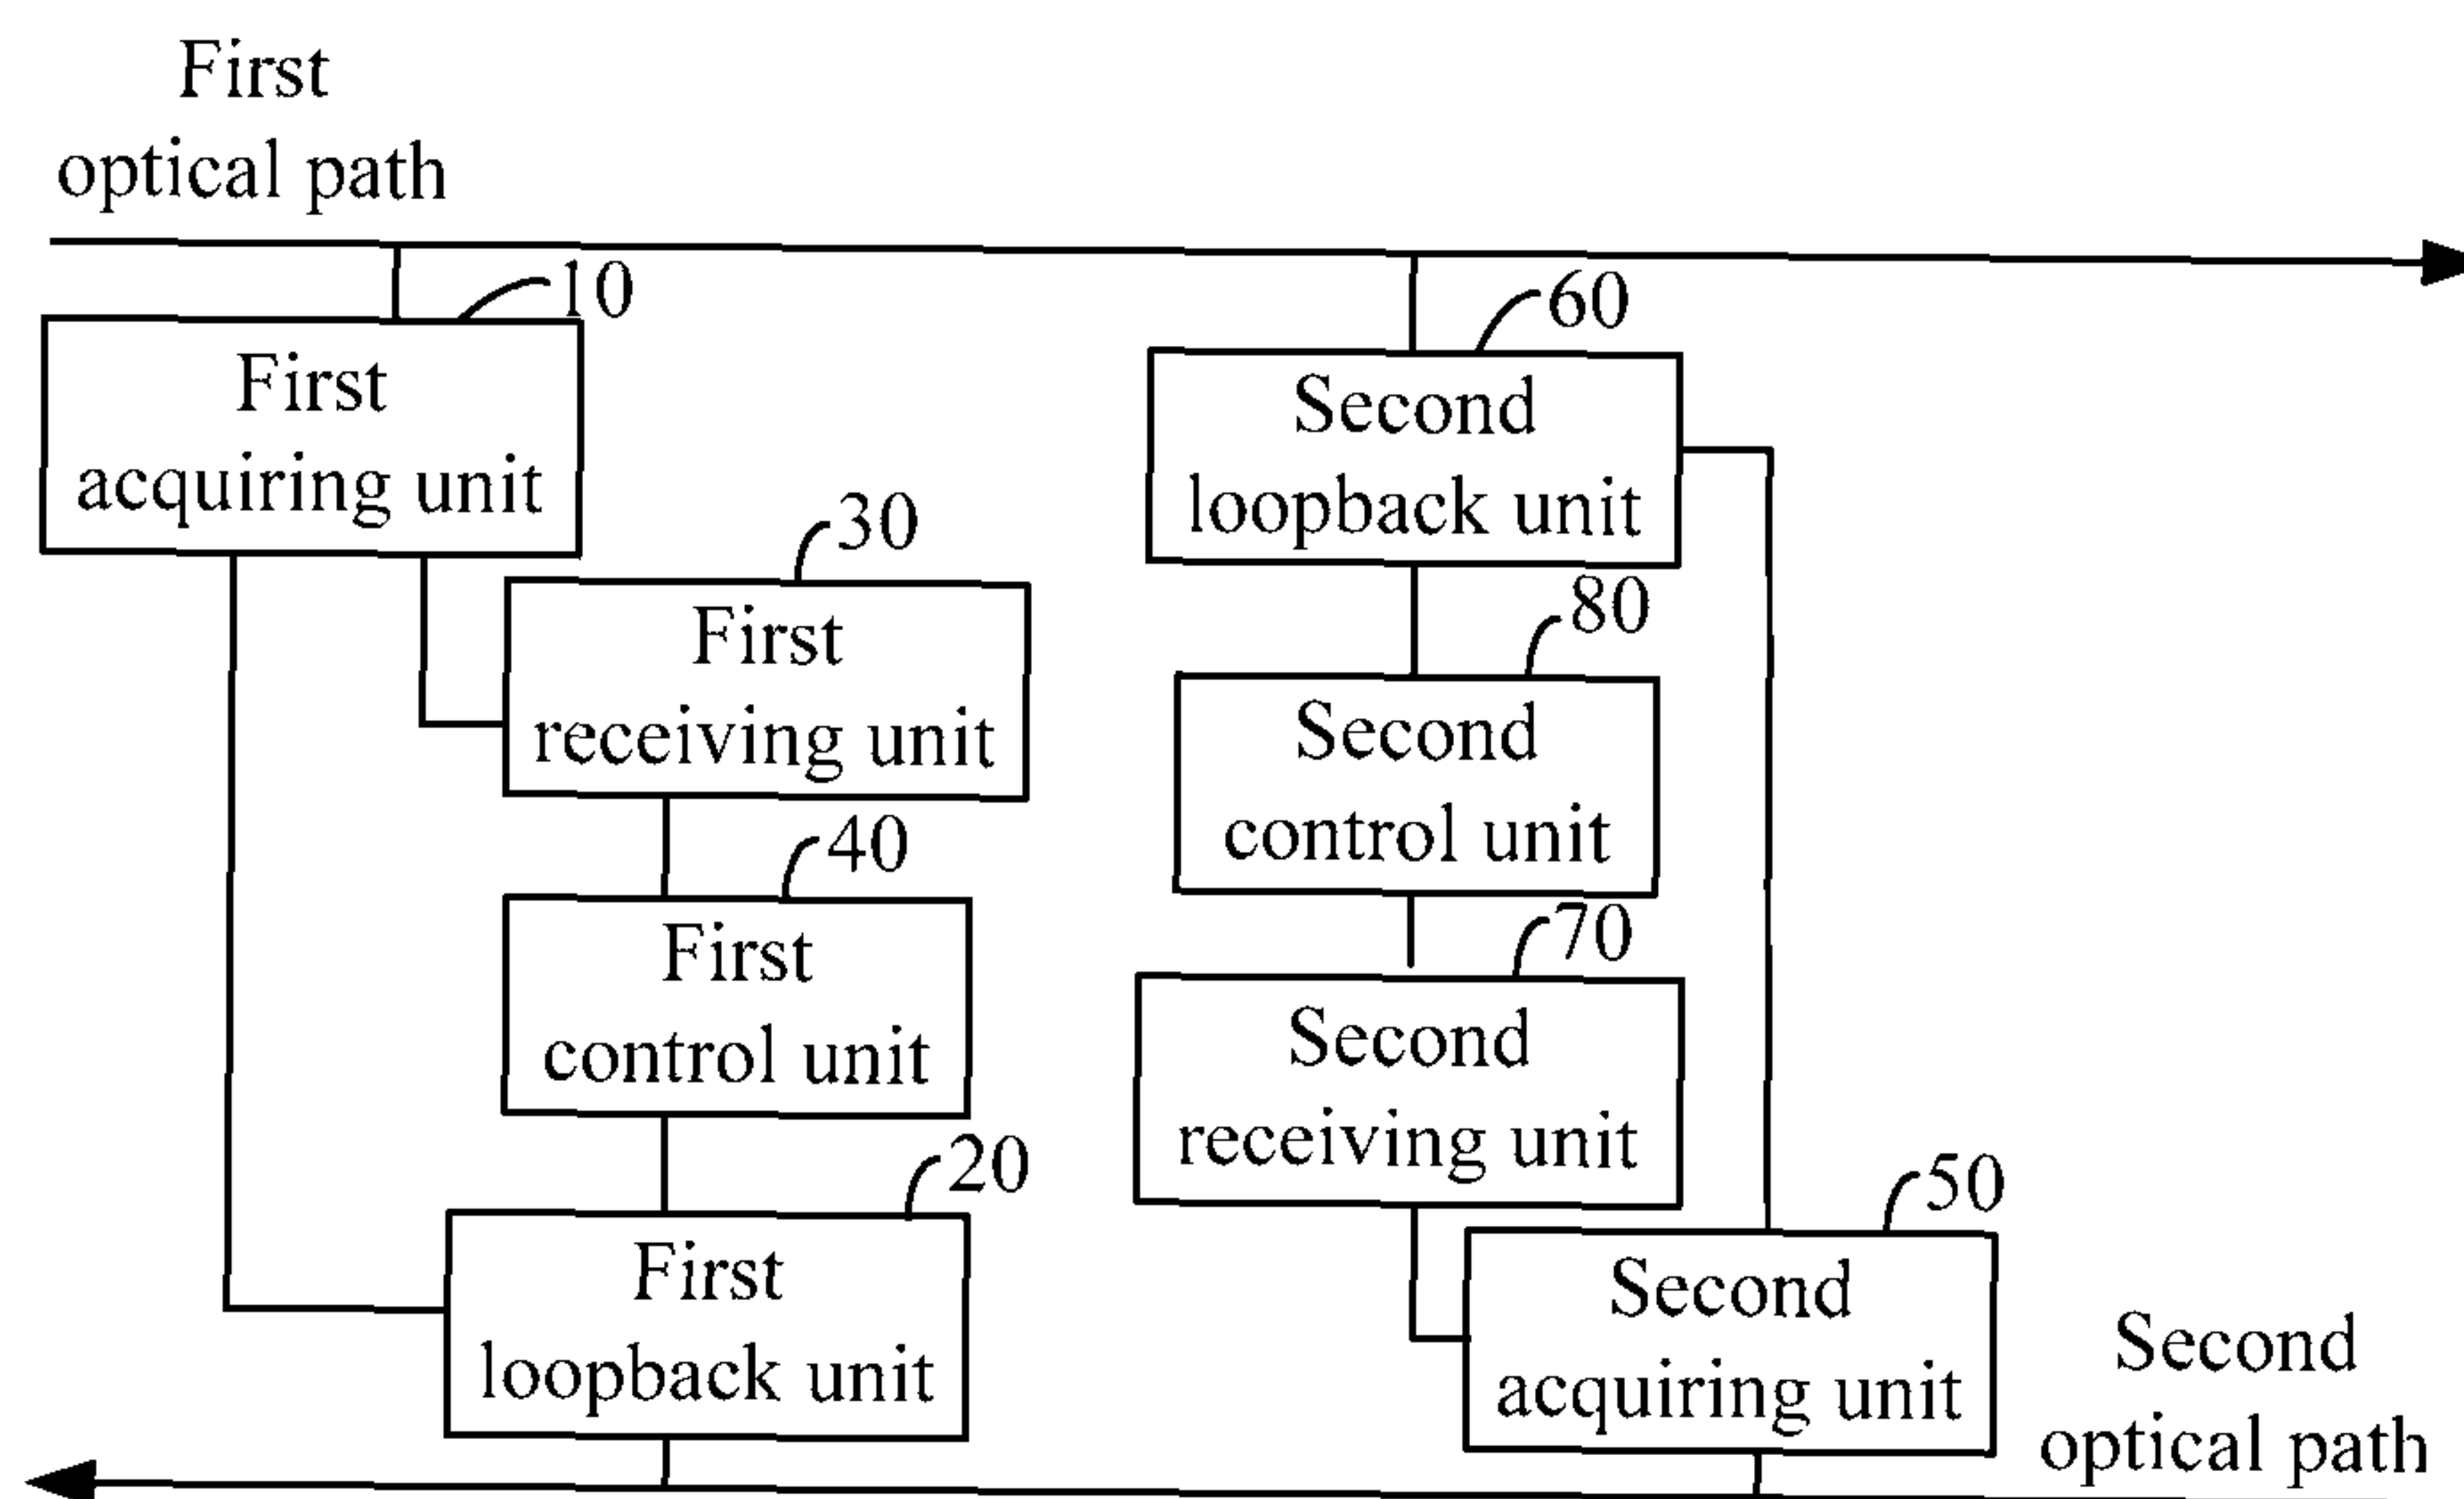 First
optical path
10
First
acquiring unit
30
First
receiving unit
40
First
control unit
20
First
loopback unit
60
Second
loopback unit
80
Second
control unit
70
Second
receiving unit
50
Second
acquiring unit
Second
optical path